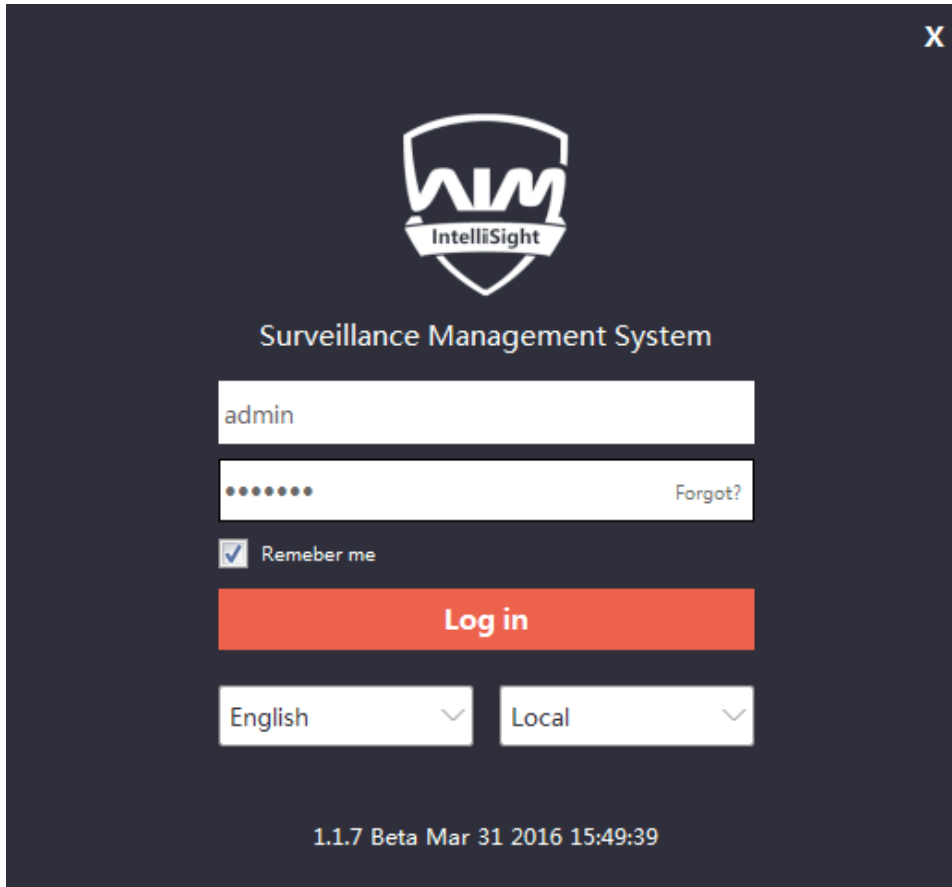 X
AIM
IntelliSight
Surveillance Management System
admin
••••••• Forgot?
Remeber me
Log in
English Local
1.1.7 Beta Mar 31 2016 15:49:39